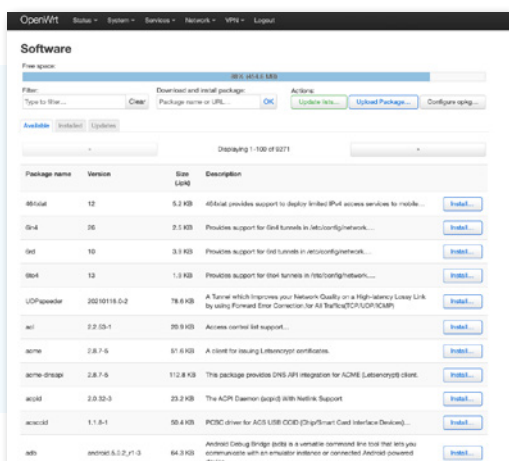 OpenWrt Status System Services Network VPN Logout
Software
Free space:
Filter: Download and install package: Actions:
Type to filter... Clear Package name or URL... OK Update lists... Upload Package... Configure opkg...
Available Installed Updates
« Displaying 1-100 of 9271 »
Package name Version Size (.ipk) Description
464xlat 12 5.2 KB 464xlat provides support to deploy limited IPv4 access services to mobile... Install...
6in4 26 2.5 KB Provides support for 6in4 tunnels in /etc/config/network.... Install...
6rd 10 Provides support for 6rd tunnels in /etc/config/network.... Install...
6to4 13 Provides support for 6to4 tunnels in /etc/config/network.... Install...
UDPspeeder 20210116.0-2 78.6 KB A Tunnel which Improves your Network Quality on a High-latency Lossy Link
by using Forward Error Correction,for All Traffics(TCP/UDP/ICMP) Install...
acl 20.9 KB Access control list support... Install...
acme 2.8.7-5 51.6 KB A client for issuing Letsencrypt certificates. Install...
acme-dnsapi 2.8.7-5 112.8 KB This package provides DNS API integration for ACME (Letsencrypt) client. Install...
acpid 2.0.32-3 23.2 KB The ACPI Daemon (acpid) With Netlink Support Install...
acsccid 1.1.8-1 50.4 KB PCSC driver for ACS USB CCID (Chip/Smart Card Interface Devices)... Install...
adb android.5.0.2_r1-3 64.3 KB Android Debug Bridge (adb) is a versatile command line tool that lets you
communicate with an emulator instance or connected Android-powered Install...